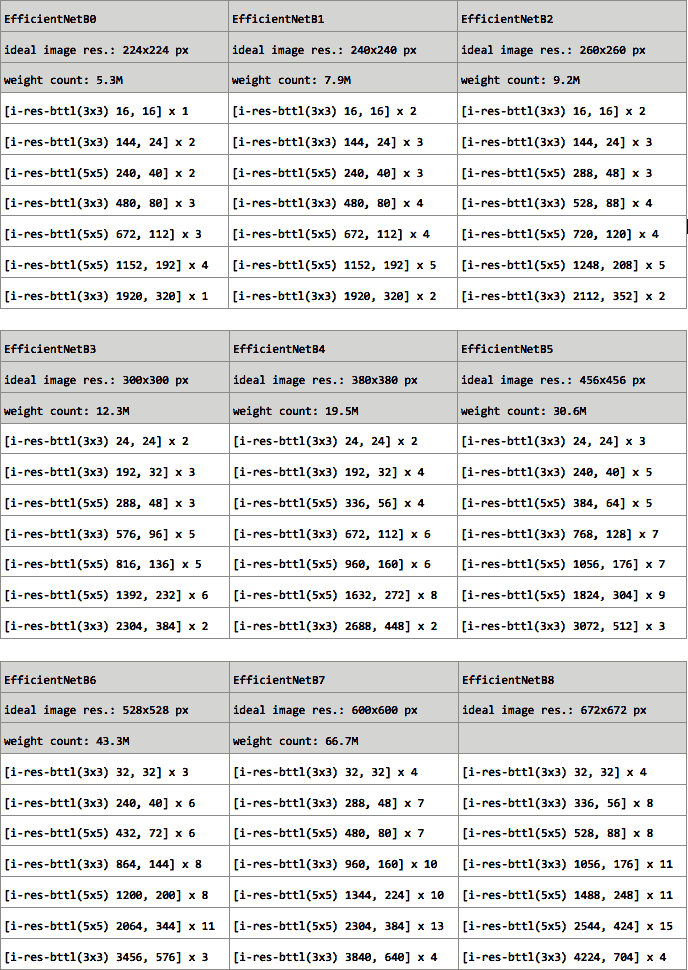 EfficientNetB0 EfficientNetB1 EfficientNetB2
ideal image res.: 224x224 px ideal image res.: 240x240 px ideal image res.: 260x260 px
weight count: 5.3M weight count: 7.9M weight count: 9.2M
[i-res-bttl(3x3) 16, 16] x 1 [i-res-bttl(3x3) 16, 16] x 2 [i-res-bttl(3x3) 16, 16] x 2
[i-res-bttl(3x3) 144, 24] x 2 [i-res-bttl(3x3) 144, 24] x 3 [i-res-bttl(3x3) 144, 24] x 3
[i-res-bttl(5x5) 240, 40] x 2 [i-res-bttl(5x5) 240, 40] x 3 [i-res-bttl(5x5) 288, 48] x 3
[i-res-bttl(3x3) 480, 80] x 3 [i-res-bttl(3x3) 480, 80] x 4 [i-res-bttl(3x3) 528, 88] x 4
[i-res-bttl(5x5) 672, 112] x 3 [i-res-bttl(5x5) 672, 112] x 4 [i-res-bttl(5x5) 720, 120] x 4
[i-res-bttl(5x5) 1152, 192] x 4 [i-res-bttl(5x5) 1152, 192] x 5 [i-res-bttl(5x5) 1248, 208] x 5
[i-res-bttl(3x3) 1920, 320] x 1 [i-res-bttl(3x3) 1920, 320] x 2 [i-res-bttl(3x3) 2112, 352] x 2
EfficientNetB3 EfficientNetB4 EfficientNetB5
ideal image res.: 300x300 px ideal image res.: 380x380 px ideal image res.: 456x456 px
weight count: 12.3M weight count: 19.5M weight count: 30.6M
[i-res-bttl(3x3) 24, 24] x 2 [i-res-bttl(3x3) 24, 24] x 2 [i-res-bttl(3x3) 24, 24] x 3
[i-res-bttl(3x3) 192, 32] x 3 [i-res-bttl(3x3) 192, 32] x 4 [i-res-bttl(3x3) 240, 40] x 5
[i-res-bttl(5x5) 288, 48] x 3 [i-res-bttl(5x5) 336, 56] x 4 [i-res-bttl(5x5) 384, 64] x 5
[i-res-bttl(3x3) 576, 96] x 5 [i-res-bttl(3x3) 672, 112] x 6 [i-res-bttl(3x3) 768, 128] x 7
[i-res-bttl(5x5) 816, 136] x 5 [i-res-bttl(5x5) 960, 160] x 6 [i-res-bttl(5x5) 1056, 176] x 7
[i-res-bttl(5x5) 1392, 232] x 6 [i-res-bttl(5x5) 1632, 272] x 8 [i-res-bttl(5x5) 1824, 304] x 9
[i-res-bttl(3x3) 2304, 384] x 2 [i-res-bttl(3x3) 2688, 448] x 2 [i-res-bttl(3x3) 3072, 512] x 3
EfficientNetB6 EfficientNetB7 EfficientNetB8
ideal image res.: 528x528 px ideal image res.: 600x600 px ideal image res.: 672x672 px
weight count: 43.3M weight count: 66.7M
[i-res-bttl(3x3) 32, 32] x 3 [i-res-bttl(3x3) 32, 32] x 4 [i-res-bttl(3x3) 32, 32] x 4
[i-res-bttl(3x3) 240, 40] x 6 [i-res-bttl(3x3) 288, 48] x 7 [i-res-bttl(3x3) 336, 56] x 8
[i-res-bttl(5x5) 432, 72] x 6 [i-res-bttl(5x5) 480, 80] x 7 [i-res-bttl(5x5) 528, 88] x 8
[i-res-bttl(3x3) 864, 144] x 8 [i-res-bttl(3x3) 960, 160] x 10 [i-res-bttl(3x3) 1056, 176] x 11
[i-res-bttl(5x5) 1200, 200] x 8 [i-res-bttl(5x5) 1344, 224] x 10 [i-res-bttl(5x5) 1488, 248] x 11
[i-res-bttl(5x5) 2064, 344] x 11 [i-res-bttl(5x5) 2304, 384] x 13 [i-res-bttl(5x5) 2544, 424] x 15
[i-res-bttl(3x3) 3456, 576] x 3 [i-res-bttl(3x3) 3840, 640] x 4 [i-res-bttl(3x3) 4224, 704] x 4